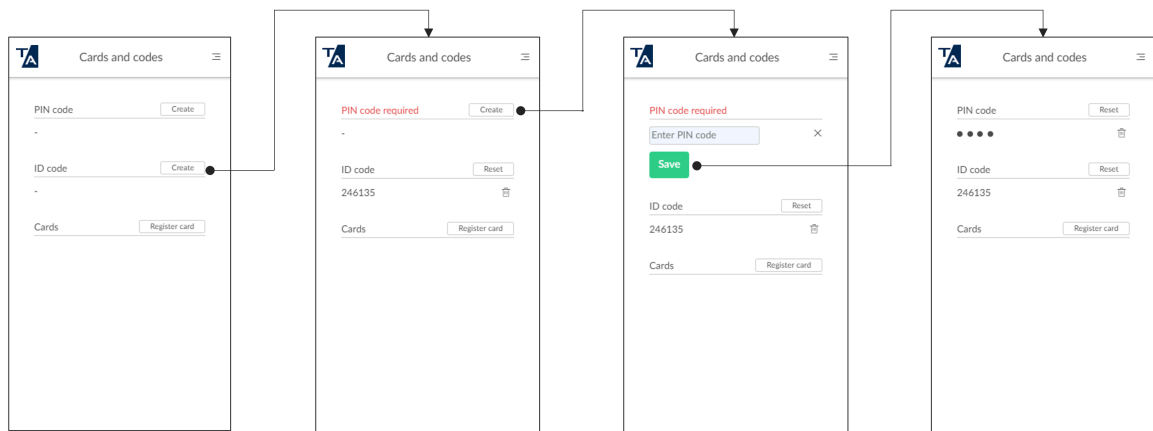 TA
Cards and codes
PIN code
Create
-
ID code
Create
-
Cards
Register card
TA
Cards and codes
PIN code required
Create
-
ID code
Reset
246135
Cards
Register card
TA
Cards and codes
PIN code required
Enter PIN code
Save
ID code
Reset
246135
Cards
Register card
TA
Cards and codes
PIN code
Reset
ID code
Reset
246135
Cards
Register card